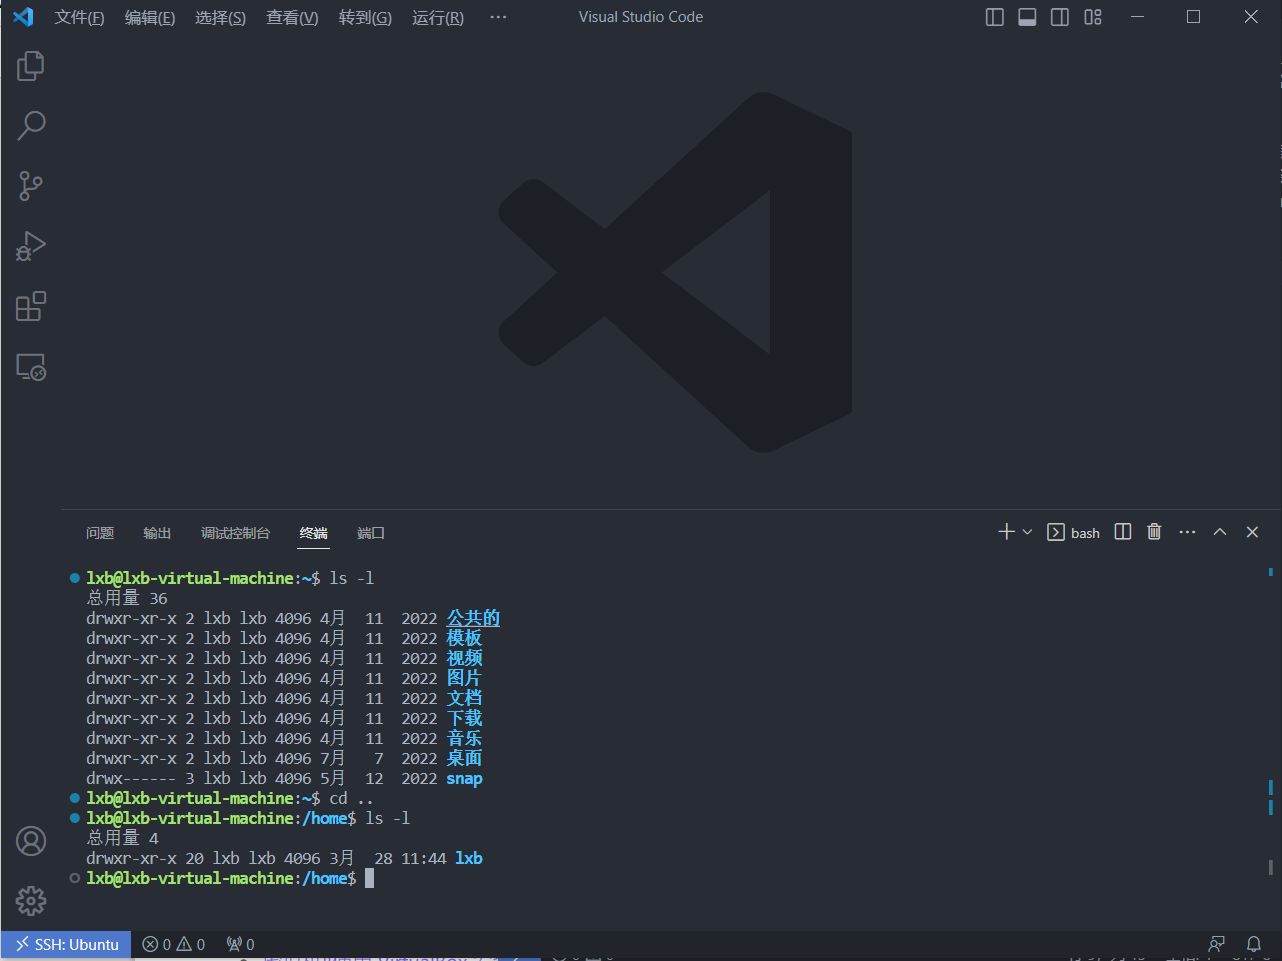 文件(F) 编辑(E) 选择(S) 查看(V) 转到(G) 运行(R) ··· Visual Studio Code
问题 输出 调试控制台 终端 端口 bash ···
lxb@lxb-virtual-machine:~$ ls -l
总用量 36
drwxr-xr-x 2 lxb lxb 4096 4月 11 2022 公共的
drwxr-xr-x 2 lxb lxb 4096 4月 11 2022 模板
drwxr-xr-x 2 lxb lxb 4096 4月 11 2022 视频
drwxr-xr-x 2 lxb lxb 4096 4月 11 2022 图片
drwxr-xr-x 2 lxb lxb 4096 4月 11 2022 文档
drwxr-xr-x 2 lxb lxb 4096 4月 11 2022 下载
drwxr-xr-x 2 lxb lxb 4096 4月 11 2022 音乐
drwxr-xr-x 2 lxb lxb 4096 7月 7 2022 桌面
drwx------ 3 lxb lxb 4096 5月 12 2022 snap
lxb@lxb-virtual-machine:~$ cd ..
lxb@lxb-virtual-machine:/home$ ls -l
总用量 4
drwxr-xr-x 20 lxb lxb 4096 3月 28 11:44 lxb
lxb@lxb-virtual-machine:/home$
SSH: Ubuntu 0 0 0